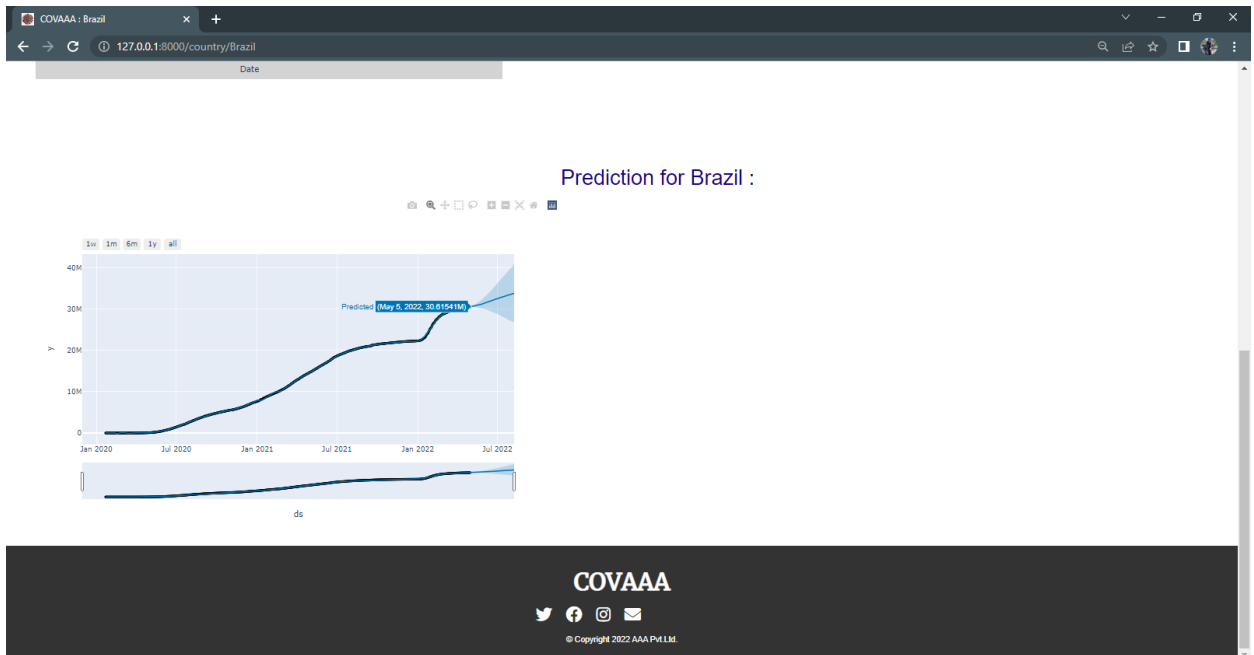 COVAAA : Brazil
127.0.0.1:8000/country/Brazil
Date
Prediction for Brazil :
1w 1m 6m 1y all
40M
Predicted (May 5, 2022, 30.61541M)
30M
y
20M
10M
0
Jan 2020 Jul 2020 Jan 2021 Jul 2021 Jan 2022 Jul 2022
ds
COVAAA
© Copyright 2022 AAA Pvt.Ltd.